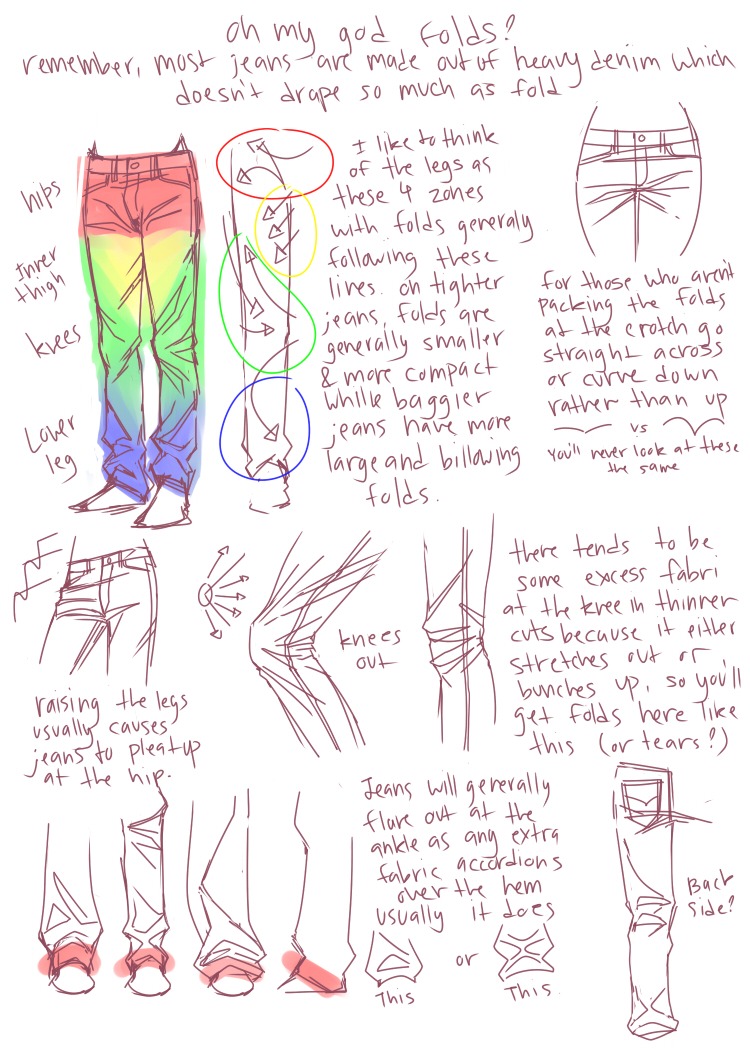 oh my god folds?
remember, most jeans are made out of heavy denim which
doesn't drape so much as fold
hips
Inner
thigh
knees
Lower
leg
I like to think
of the legs as
these 4 zones
with folds generaly
following these
lines. on tighter
jeans, folds are
generally smaller
& more compact
while baggier
jeans have more
large and billowing
folds.
for those who aren't
packing the folds
at the crotch go
straight across
or curve down
rather than up
vs
you'll never look at these
the same
raising the legs
usually causes
jeans to pleat up
at the hip.
knees
out
there tends to be
some excess fabri
at the knee in thinner
cuts because it either
stretches out or
bunches up, so you'll
get folds here like
this (or tears?)
Jeans will generally
flare out at the
ankle as any extra
fabric accordions
over the hem
usually it does
This
or
This
Back
side?